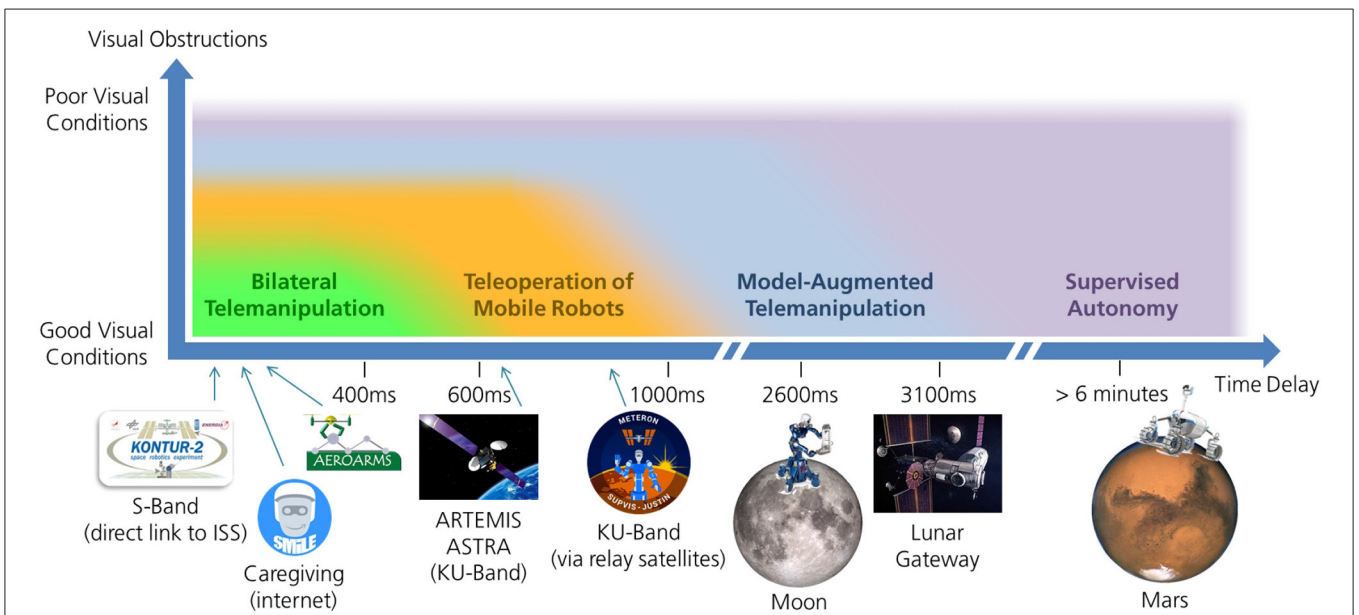 Visual Obstructions
Poor Visual
Conditions
Bilateral
Telemanipulation
Teleoperation of
Mobile Robots
Model-Augmented
Telemanipulation
Supervised
Autonomy
Good Visual
Conditions
400ms
600ms
1000ms
2600ms
3100ms
> 6 minutes
Time Delay
ENERGIA
KONTUR-2
space robotics experiment
S-Band
(direct link to ISS)
SMiLE
Caregiving
(internet)
AEROARMS
ARTEMIS
ASTRA
(KU-Band)
METERON
SUPVIS-JUSTIN
KU-Band
(via relay satellites)
Moon
Lunar
Gateway
Mars